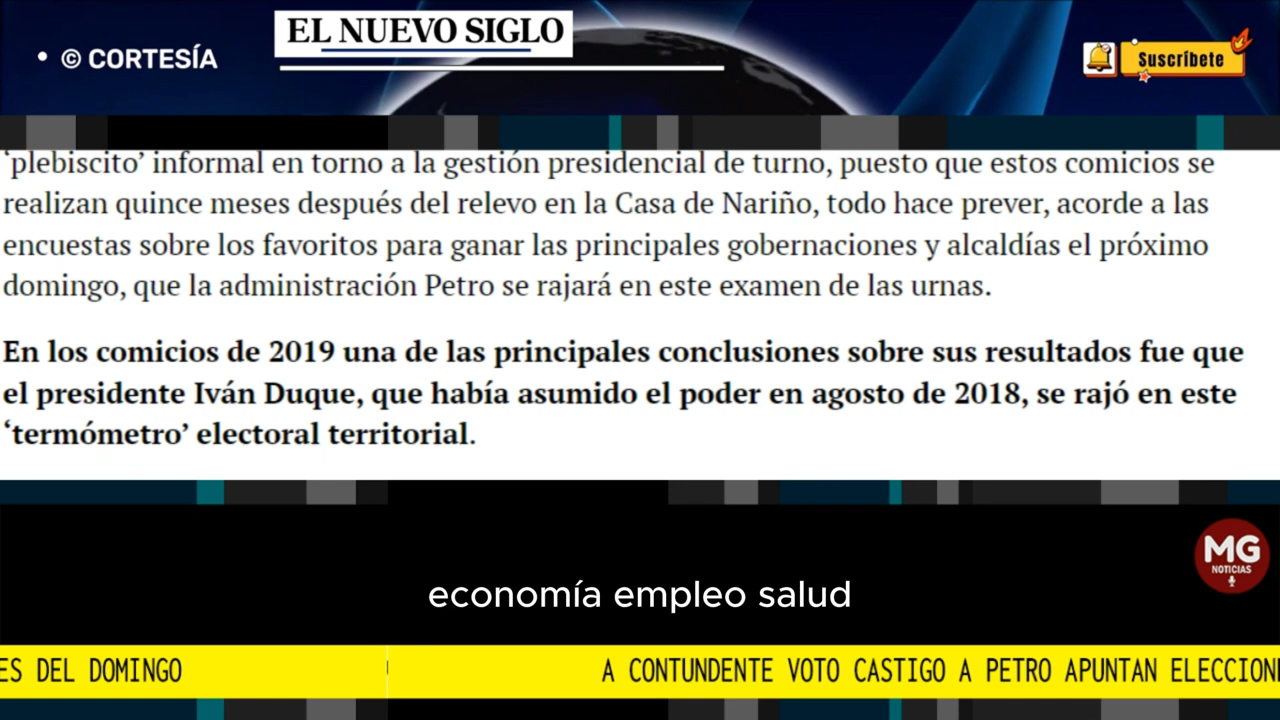 • © CORTESÍA
EL NUEVO SIGLO
Suscríbete
‘plebiscito’ informal en torno a la gestión presidencial de turno, puesto que estos comicios se
realizan quince meses después del relevo en la Casa de Nariño, todo hace prever, acorde a las
encuestas sobre los favoritos para ganar las principales gobernaciones y alcaldías el próximo
domingo, que la administración Petro se rajará en este examen de las urnas.
En los comicios de 2019 una de las principales conclusiones sobre sus resultados fue que
el presidente Iván Duque, que había asumido el poder en agosto de 2018, se rajó en este
‘termómetro’ electoral territorial.
MG
NOTICIAS
economía empleo salud
ES DEL DOMINGO
A CONTUNDENTE VOTO CASTIGO A PETRO APUNTAN ELECCION